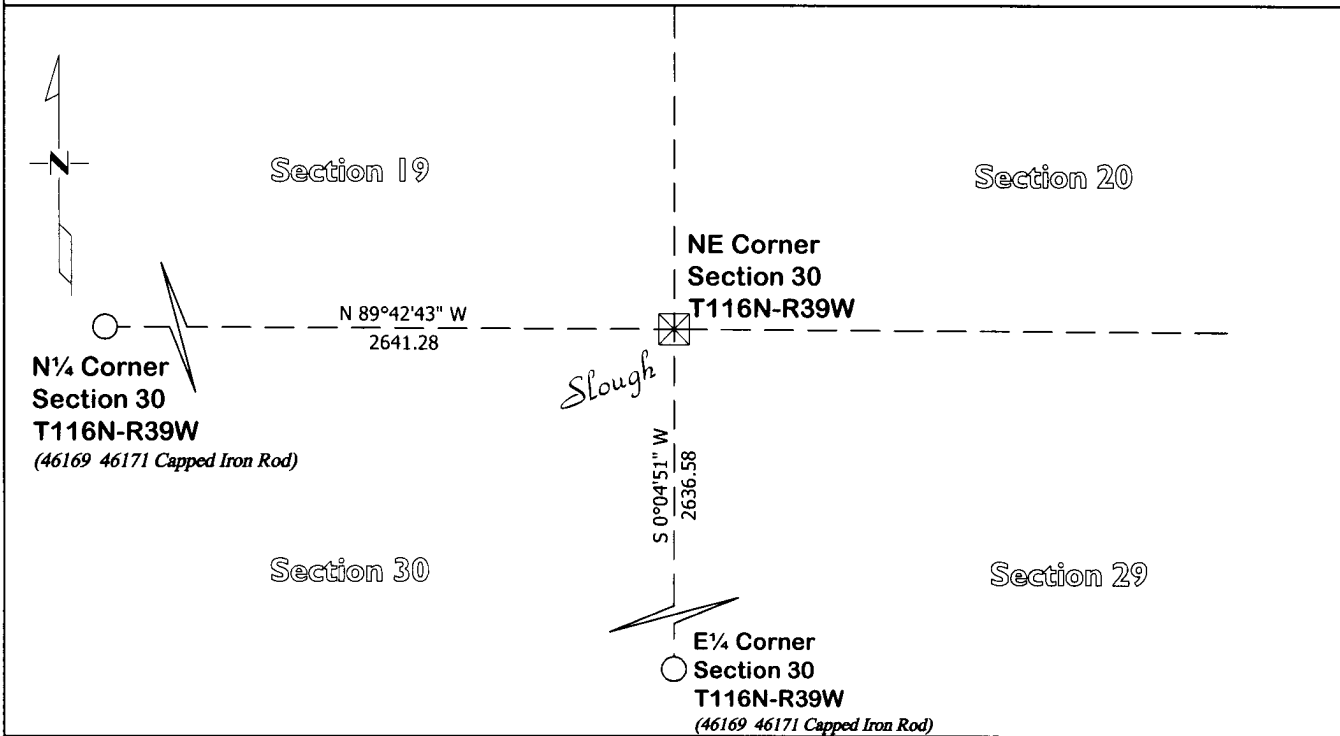 N
Section 19
Section 20
NE Corner
Section 30
T116N-R39W
N 89°42'43" W
2641.28
N¼ Corner
Section 30
T116N-R39W
(46169 46171 Capped Iron Rod)
Slough
S 0°04'51" W
2636.58
Section 30
Section 29
E¼ Corner
Section 30
T116N-R39W
(46169 46171 Capped Iron Rod)